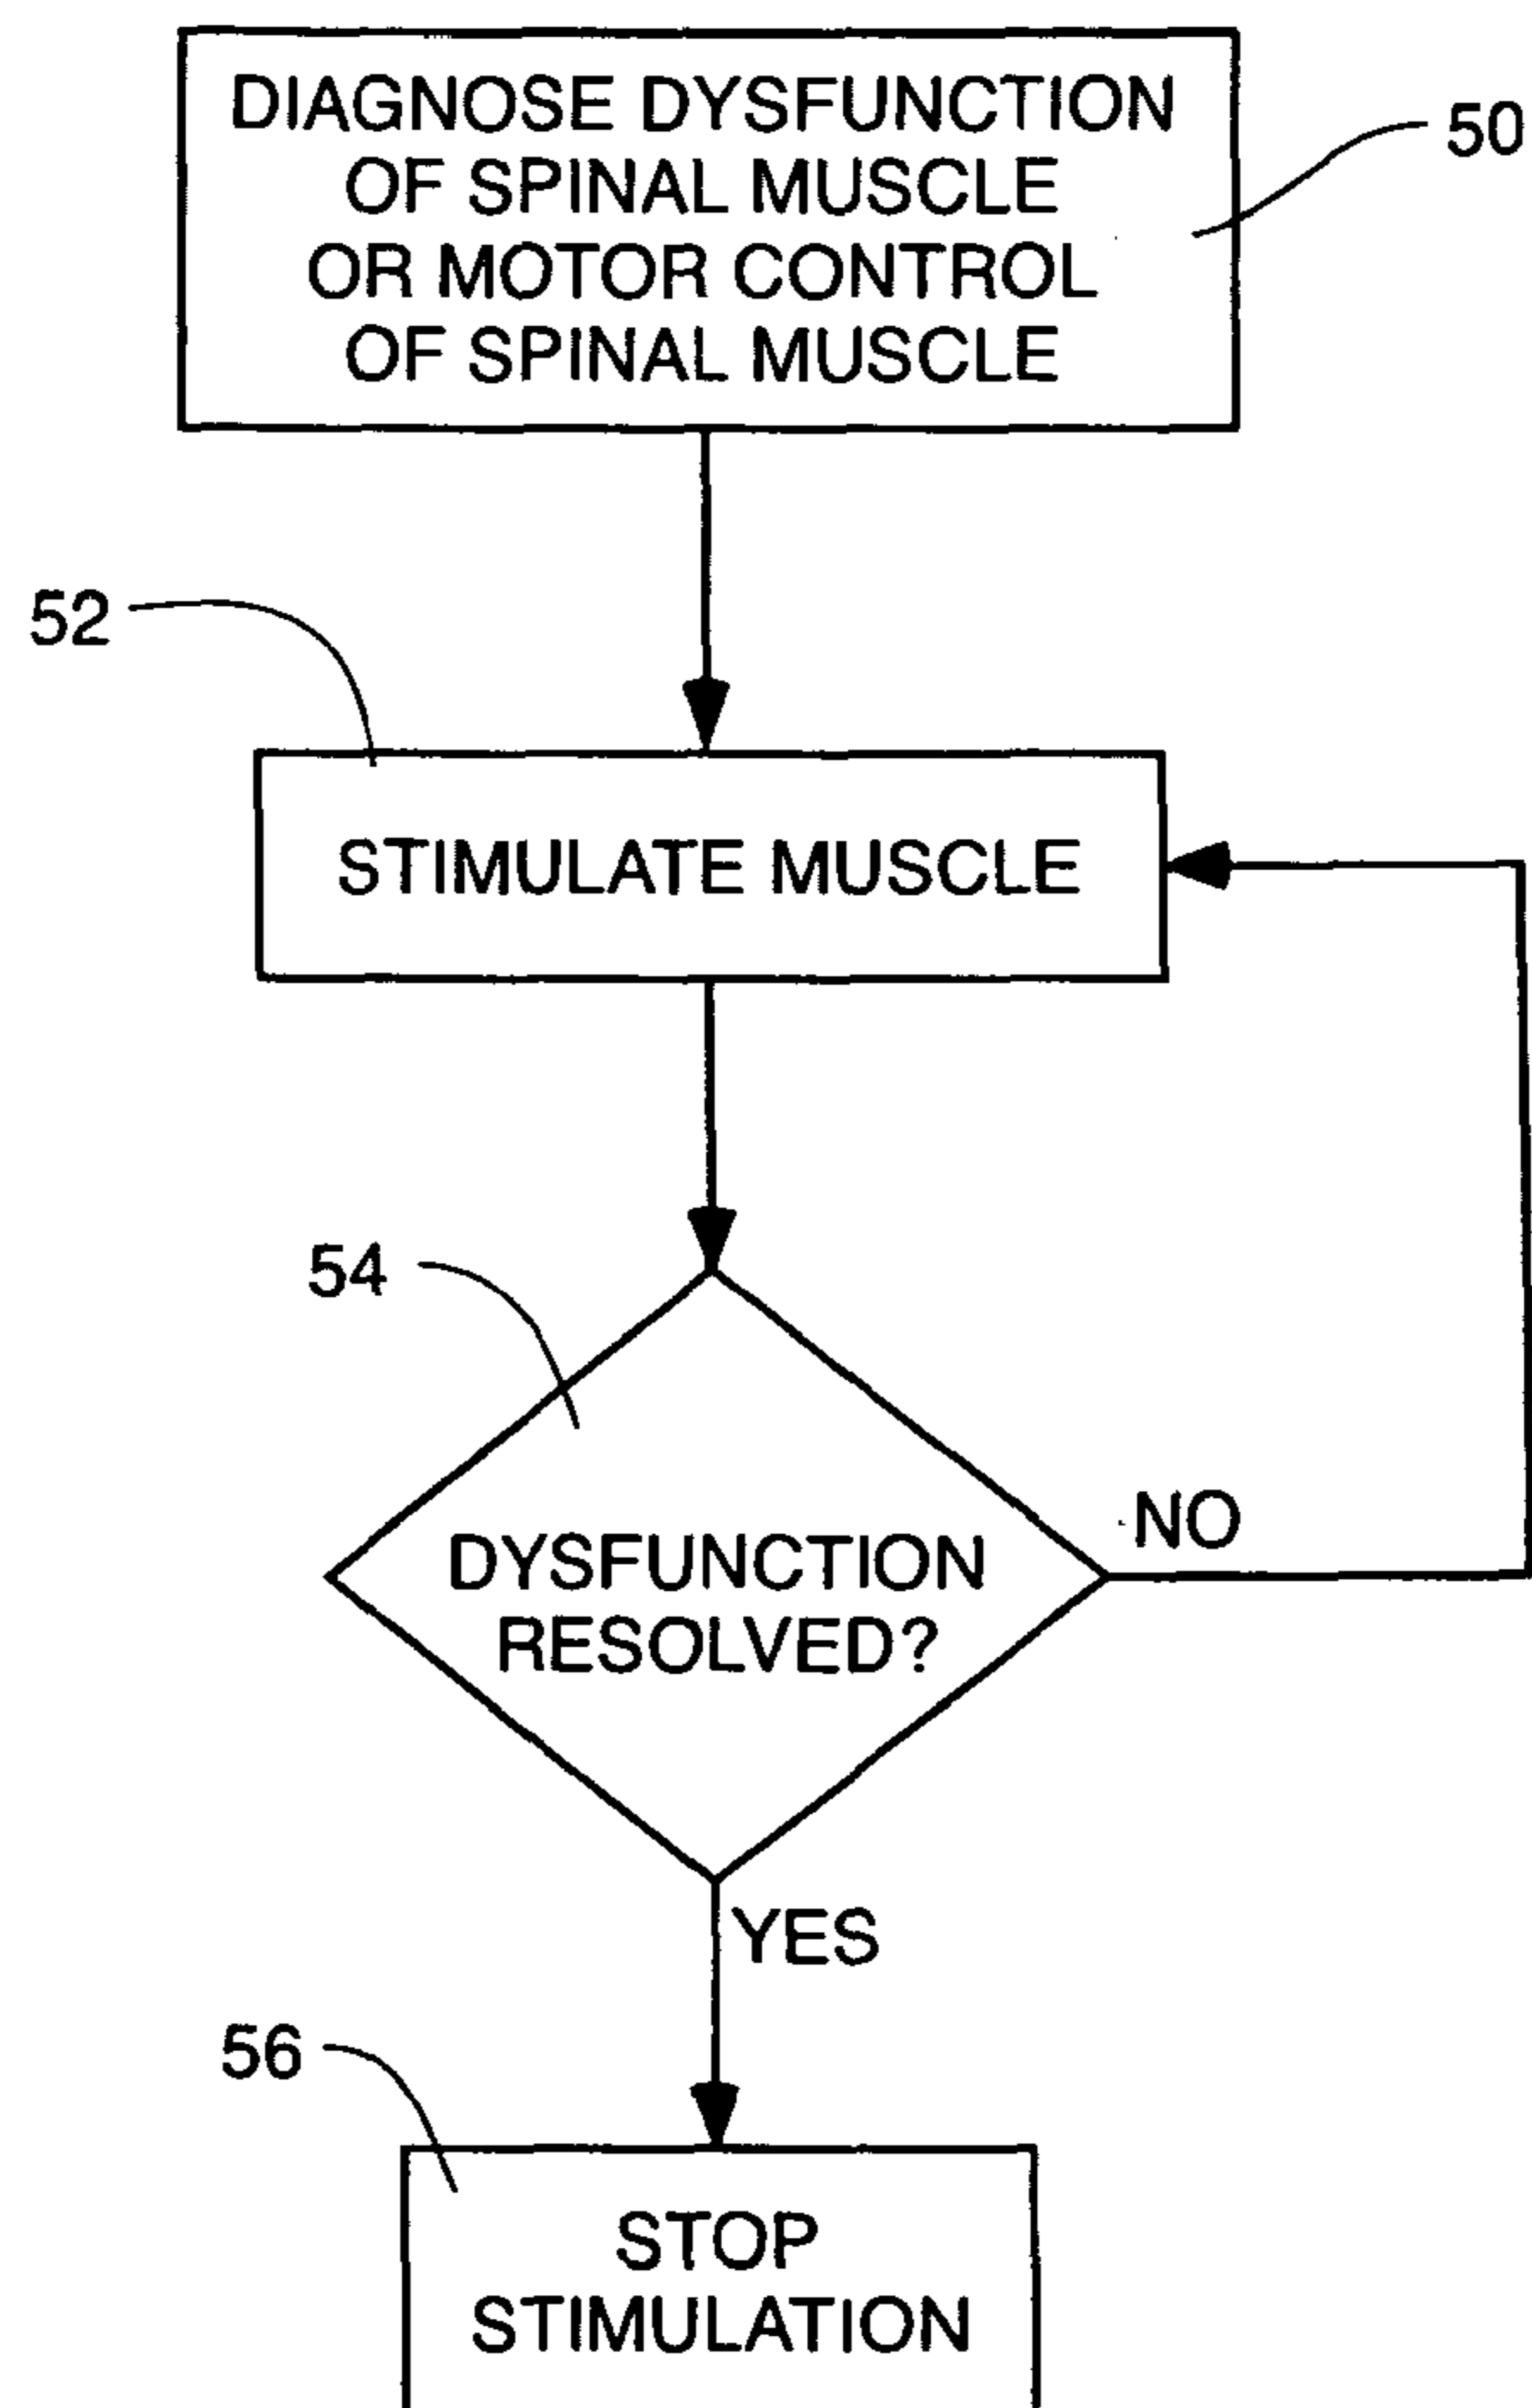 DIAGNOSE DYSFUNCTION
OF SPINAL MUSCLE
OR MOTOR CONTROL
OF SPINAL MUSCLE
50
52
STIMULATE MUSCLE
54
DYSFUNCTION
RESOLVED?
NO
YES
56
STOP
STIMULATION